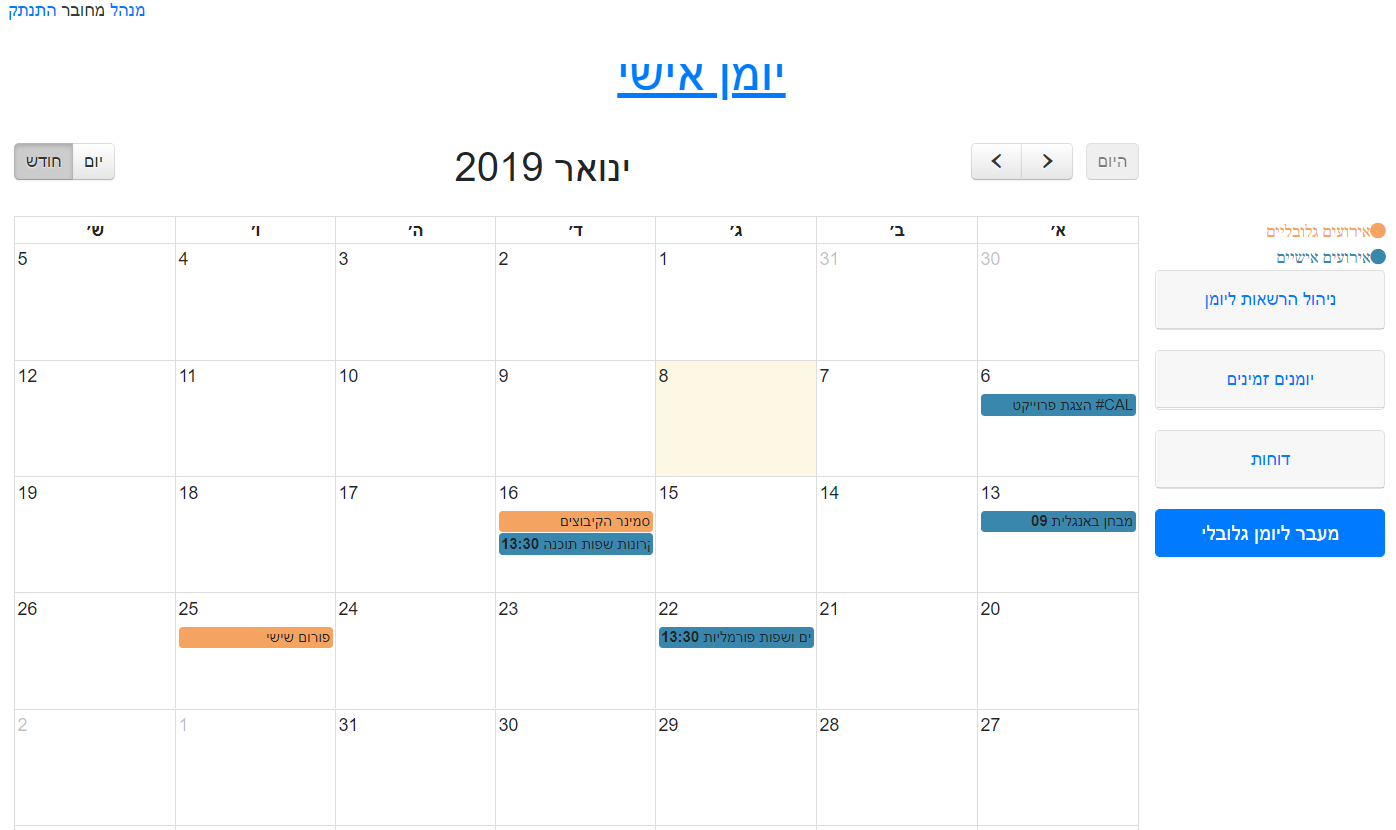 מנהל מחובר התנתק
יומן אישי
היום
ינואר 2019
יום חודש
א׳ ב׳ ג׳ ד׳ ה׳ ו׳ ש׳
30 31 1 2 3 4 5
6 7 8 9 10 11 12
#CAL הצגת פרוייקט
13 14 15 16 17 18 19
מבחן באנגלית 09
סמינר הקיבוצים
שפות תוכנה 13:30
20 21 22 23 24 25 26
ושפות פורמליות 13:30
פורום שישי
27 28 29 30 31 1 2
אירועים גלובליים
אירועים אישיים
ניהול הרשאות ליומן
יומנים זמינים
דוחות
מעבר ליומן גלובלי